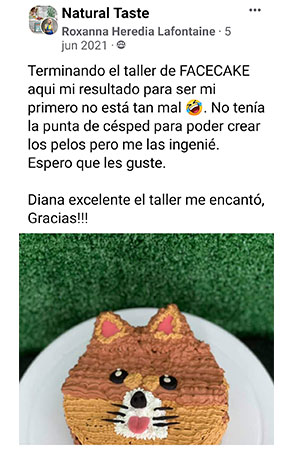 Natural Taste
Roxanna Heredia Lafontaine · 5
jun 2021 ·
Terminando el taller de FACECAKE
aqui mi resultado para ser mi
primero no está tan mal 🤣. No tenía
la punta de césped para poder crear
los pelos pero me las ingenié.
Espero que les guste.
Diana excelente el taller me encantó,
Gracias!!!